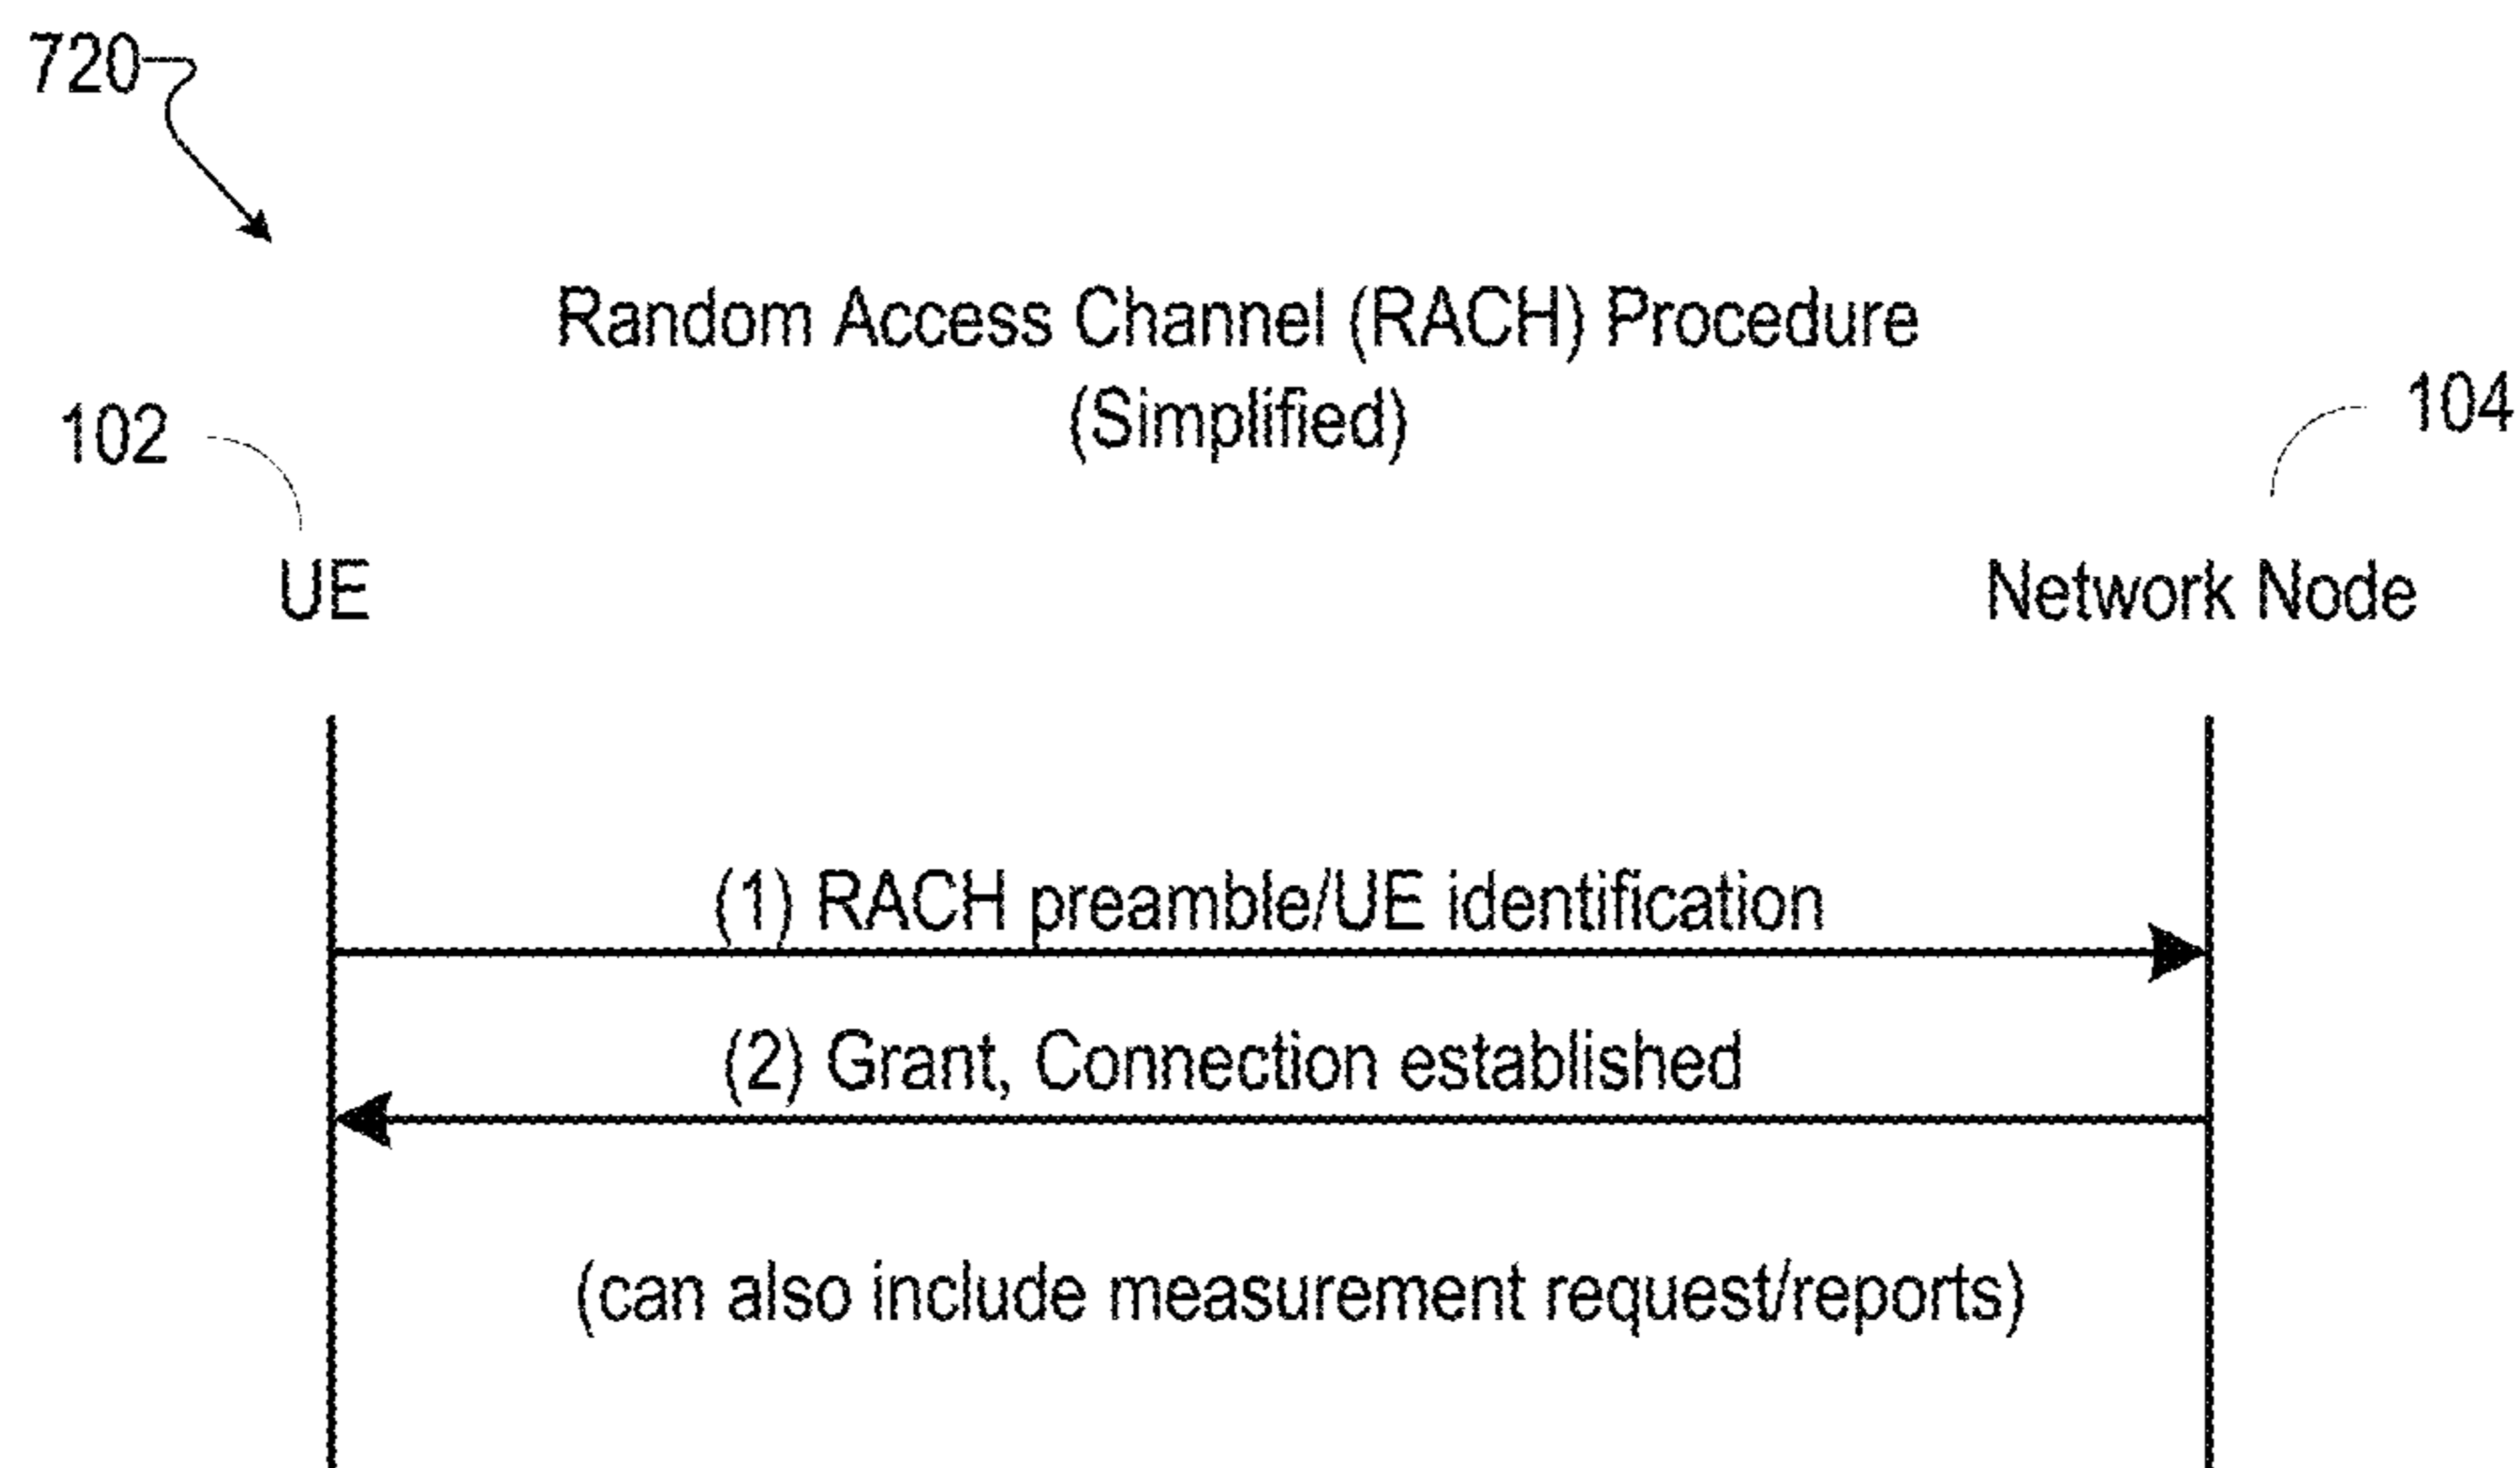 720
Random Access Channel (RACH) Procedure
(Simplified)
102
104
UE
Network Node
(1) RACH preamble/UE identification
(2) Grant, Connection established
(can also include measurement request/reports)